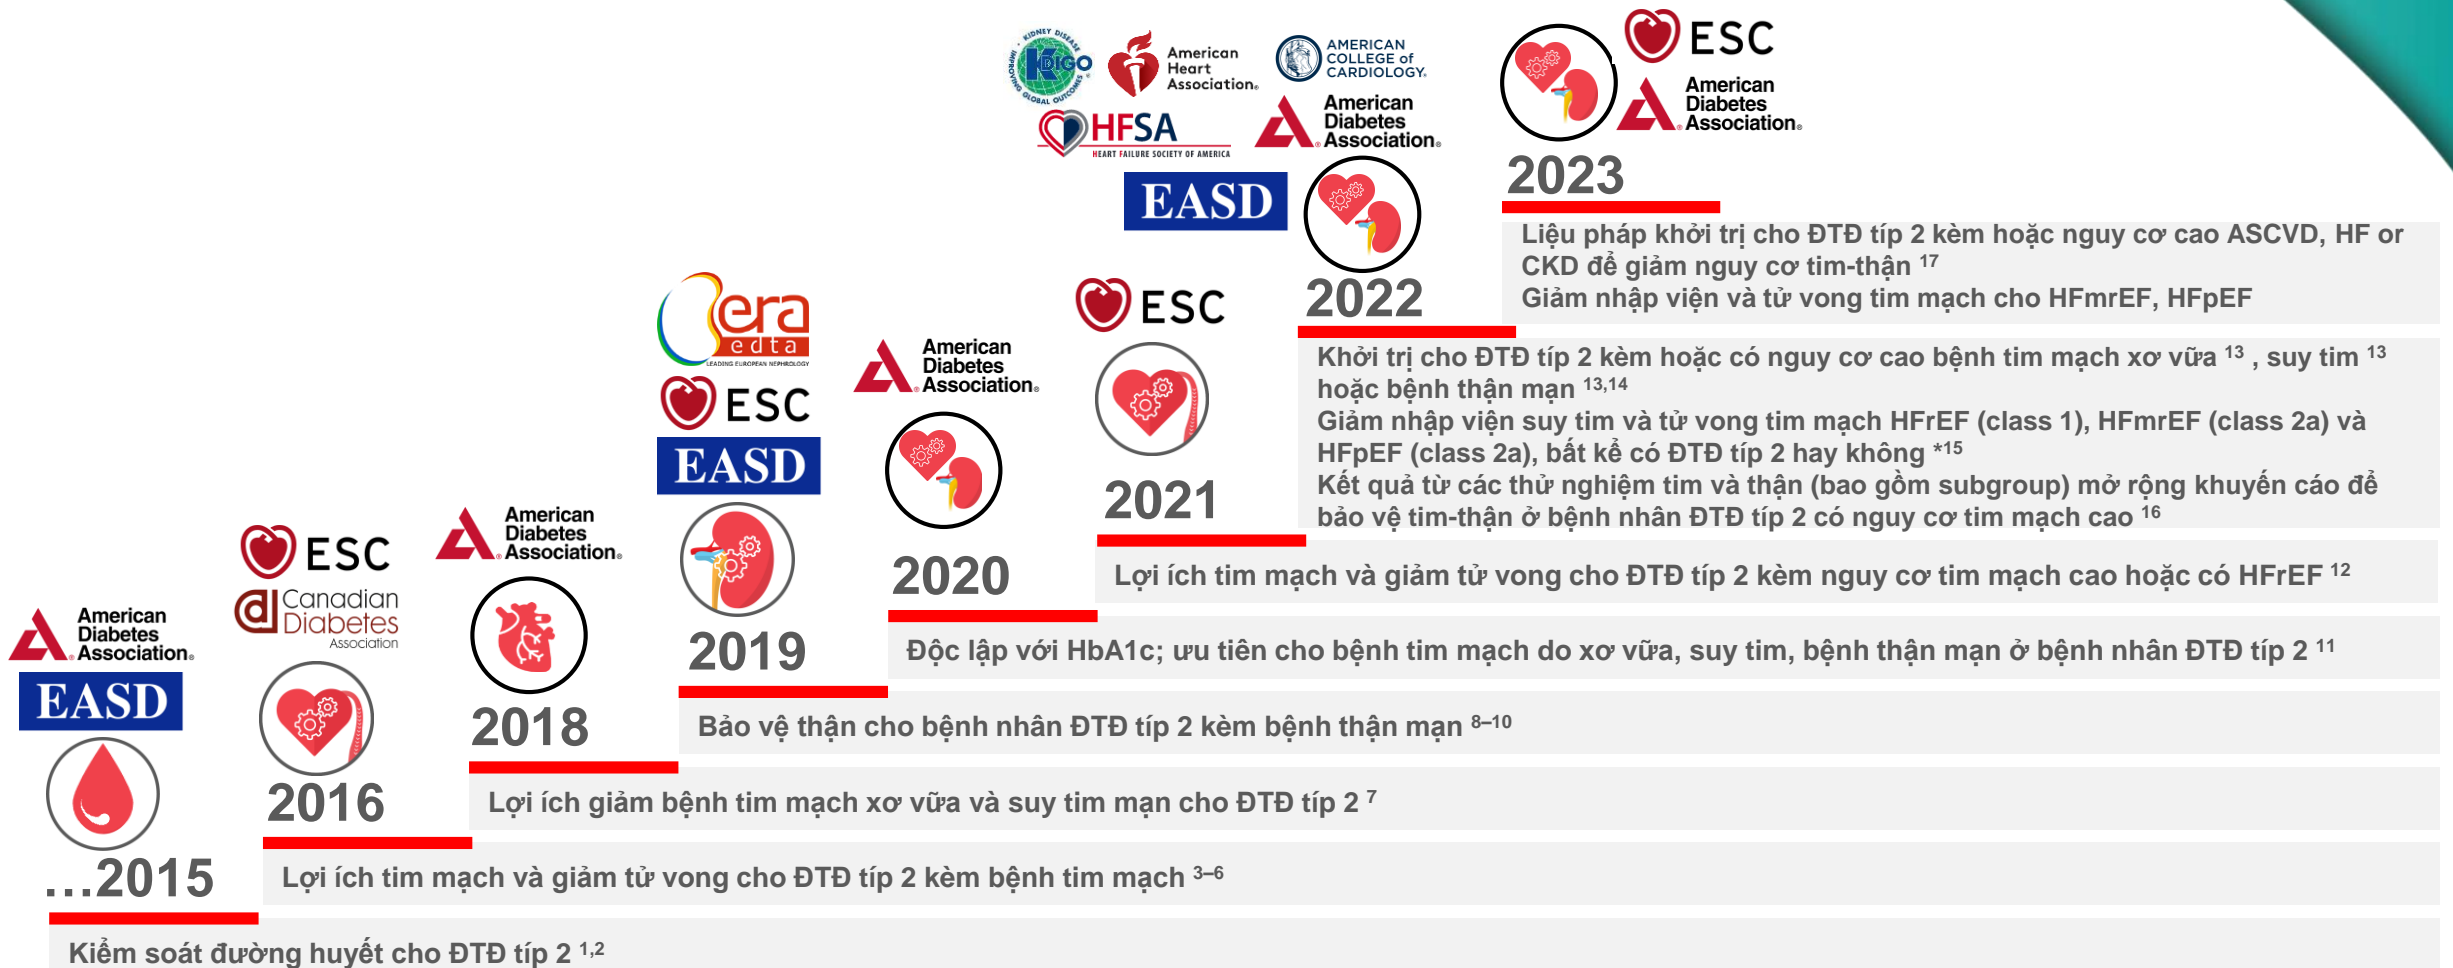 KIDNEY DISEASE
KDIGO
IMPROVING GLOBAL OUTCOMES
American
Heart
Association®
AMERICAN
COLLEGE of
CARDIOLOGY®
HFSA
HEART FAILURE SOCIETY OF AMERICA
American
Diabetes
Association®
EASD
2022
ESC
American
Diabetes
Association®
2023
Liệu pháp khởi trị cho ĐTĐ típ 2 kèm hoặc nguy cơ cao ASCVD, HF or
CKD để giảm nguy cơ tim-thận 17
Giảm nhập viện và tử vong tim mạch cho HFmrEF, HFpEF
Khởi trị cho ĐTĐ típ 2 kèm hoặc có nguy cơ cao bệnh tim mạch xơ vữa 13 , suy tim 13
hoặc bệnh thận mạn 13,14
Giảm nhập viện suy tim và tử vong tim mạch HFrEF (class 1), HFmrEF (class 2a) và
HFpEF (class 2a), bất kể có ĐTĐ típ 2 hay không *15
Kết quả từ các thử nghiệm tim và thận (bao gồm subgroup) mở rộng khuyến cáo để
bảo vệ tim-thận ở bệnh nhân ĐTĐ típ 2 có nguy cơ tim mạch cao 16
ESC
2021
Lợi ích tim mạch và giảm tử vong cho ĐTĐ típ 2 kèm nguy cơ tim mạch cao hoặc có HFrEF 12
American
Diabetes
Association®
2020
Độc lập với HbA1c; ưu tiên cho bệnh tim mạch do xơ vữa, suy tim, bệnh thận mạn ở bệnh nhân ĐTĐ típ 2 11
era
edta
LEADING EUROPEAN NEPHROLOGY
ESC
EASD
2019
Bảo vệ thận cho bệnh nhân ĐTĐ típ 2 kèm bệnh thận mạn 8–10
American
Diabetes
Association®
2018
Lợi ích giảm bệnh tim mạch xơ vữa và suy tim mạn cho ĐTĐ típ 2 7
ESC
Canadian
Diabetes
Association
2016
Lợi ích tim mạch và giảm tử vong cho ĐTĐ típ 2 kèm bệnh tim mạch 3–6
American
Diabetes
Association®
EASD
...2015
Kiểm soát đường huyết cho ĐTĐ típ 2 1,2